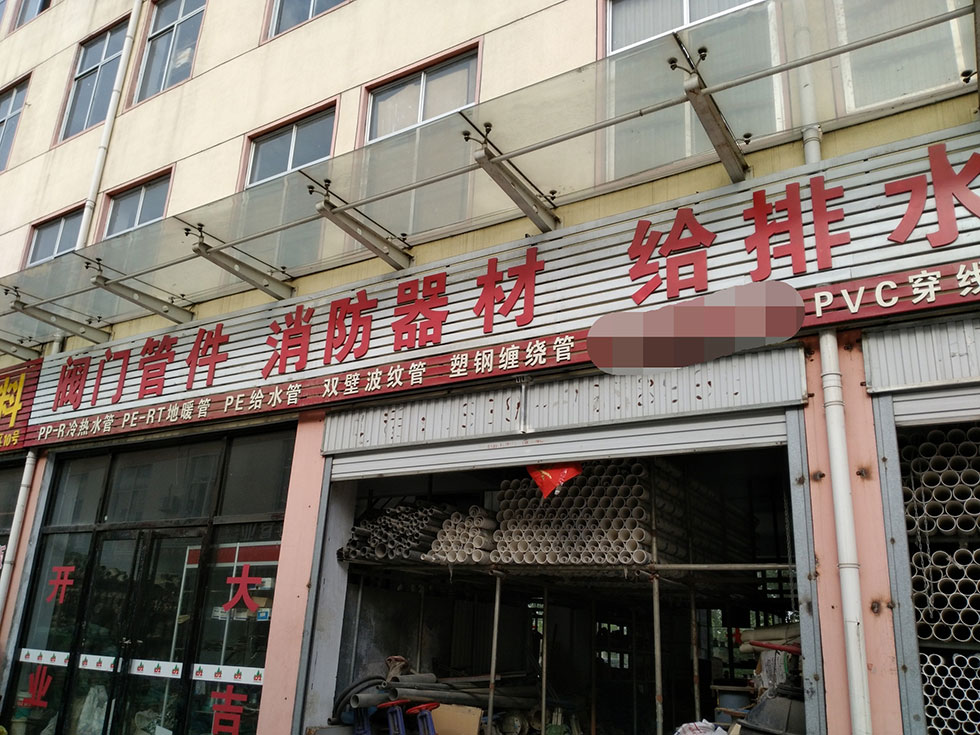 阀门管件 消防器材 给排水
PP-R冷热水管 PE-RT地暖管 PE给水管 双壁波纹管 塑钢缠绕管
PVC穿线
料
开
业
大
吉